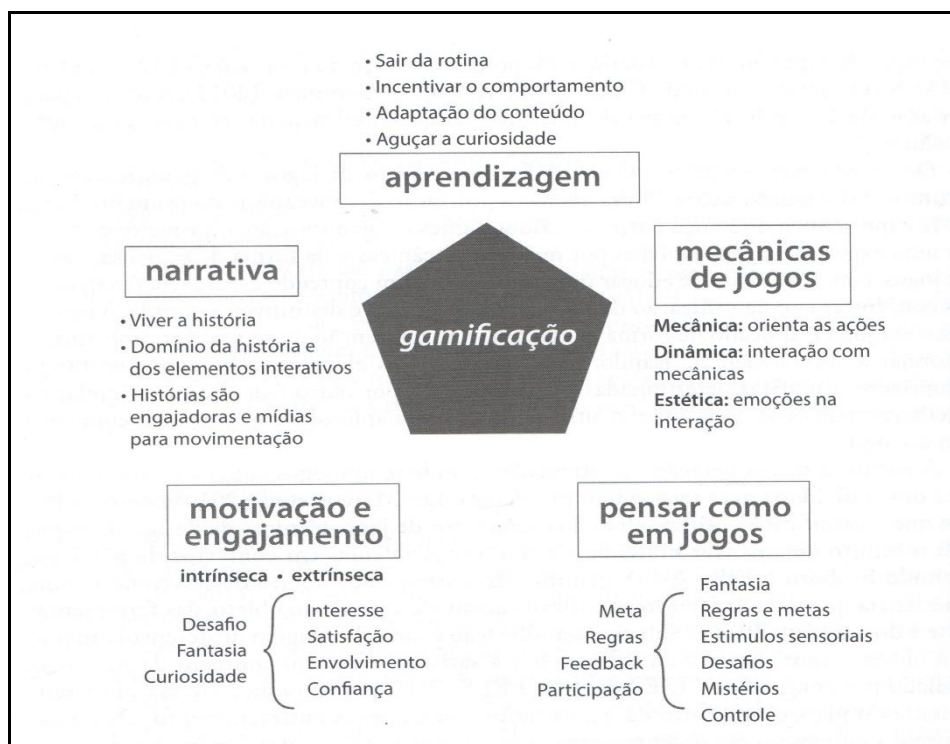 • Sair da rotina
• Incentivar o comportamento
• Adaptação do conteúdo
• Aguçar a curiosidade
aprendizagem
narrativa
• Viver a história
• Domínio da história e
dos elementos interativos
• Histórias são
engajadoras e mídias
para movimentação
gamificação
mecânicas
de jogos
Mecânica: orienta as ações
Dinâmica: interação com
mecânicas
Estética: emoções na
interação
motivação e
engajamento
intrínseca • extrínseca
Desafio
Fantasia
Curiosidade
Interesse
Satisfação
Envolvimento
Confiança
pensar como
em jogos
Meta
Regras
Feedback
Participação
Fantasia
Regras e metas
Estimulos sensoriais
Desafios
Mistérios
Controle